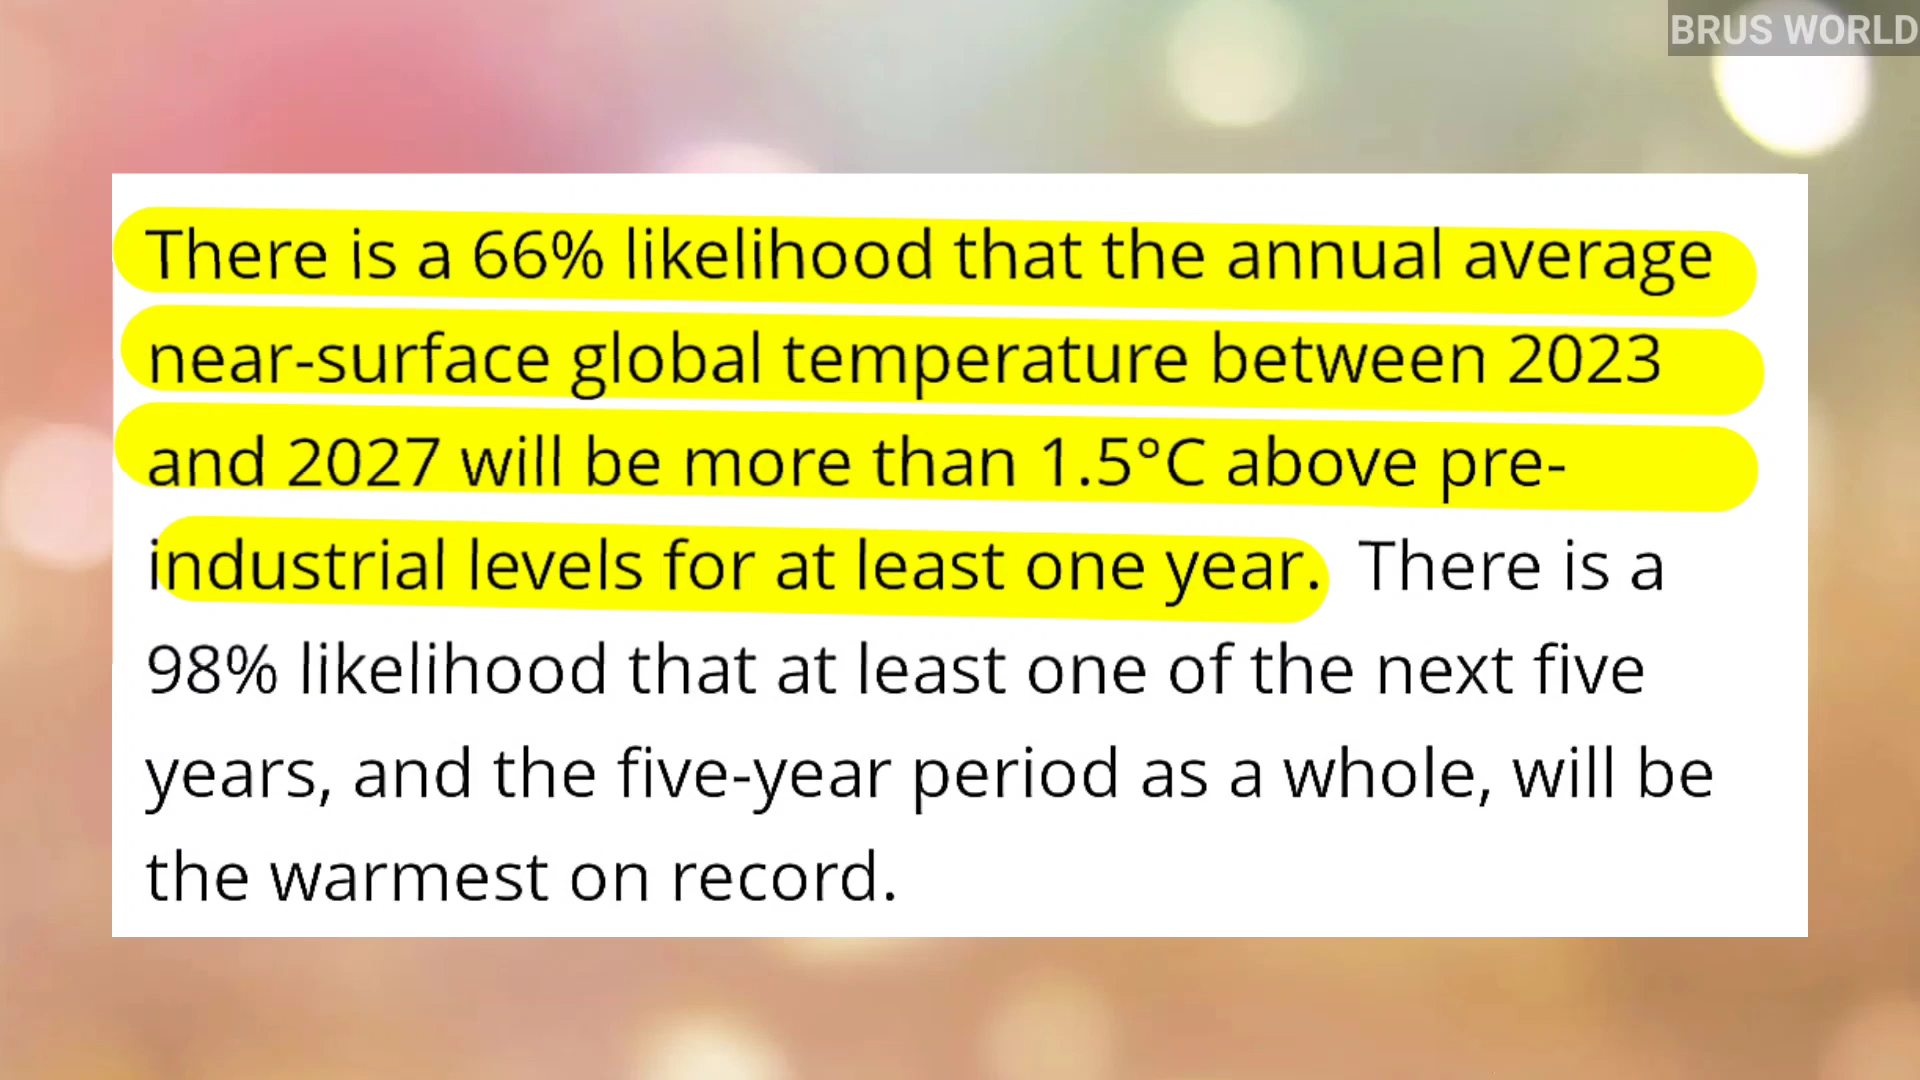 BRUS WORLD
There is a 66% likelihood that the annual average
near-surface global temperature between 2023
and 2027 will be more than 1.5°C above pre-
industrial levels for at least one year. There is a
98% likelihood that at least one of the next five
years, and the five-year period as a whole, will be
the warmest on record.